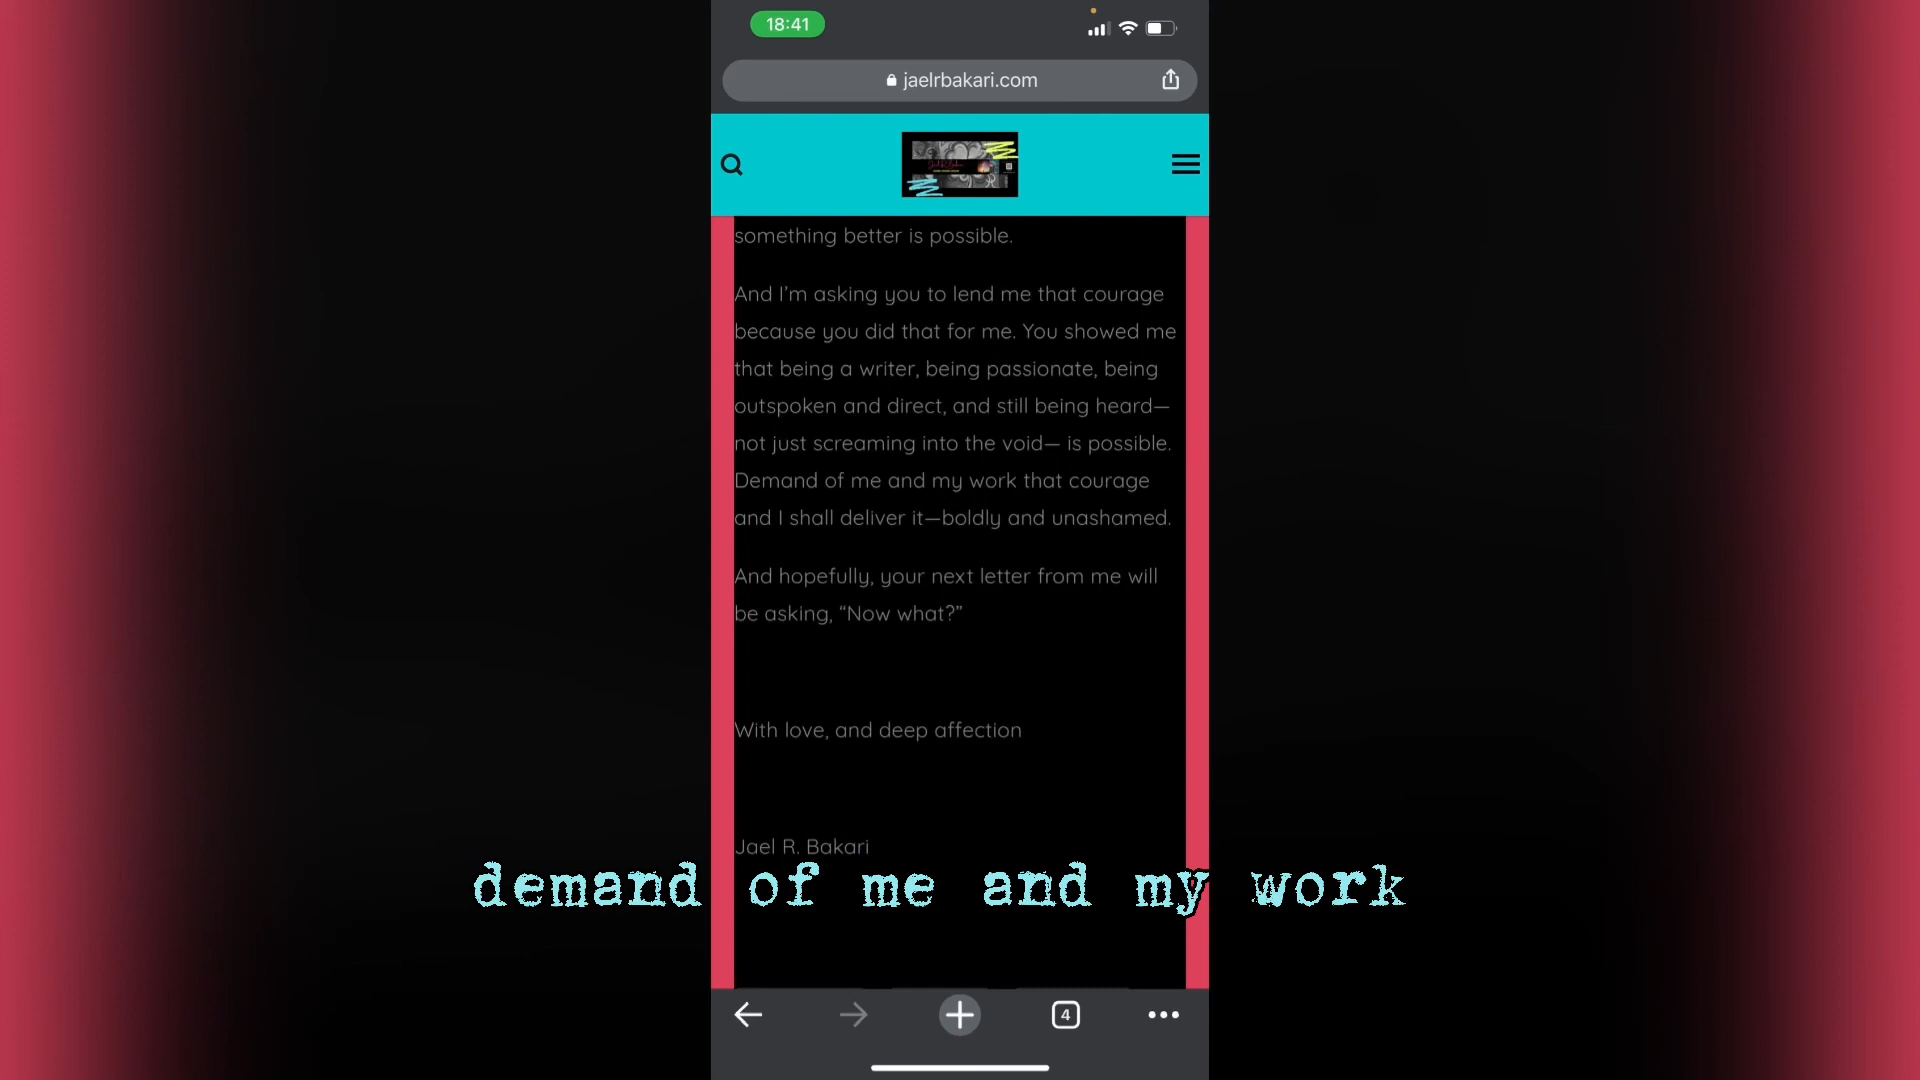 18:41
jaelrbakari.com
something better is possible.
And I'm asking you to lend me that courage
because you did that for me. You showed me
that being a writer, being passionate, being
outspoken and direct, and still being heard—
not just screaming into the void— is possible.
Demand of me and my work that courage
and I shall deliver it—boldly and unashamed.
And hopefully, your next letter from me will
be asking, “Now what?”
With love, and deep affection
Jael R. Bakari
demand of me and my work
4